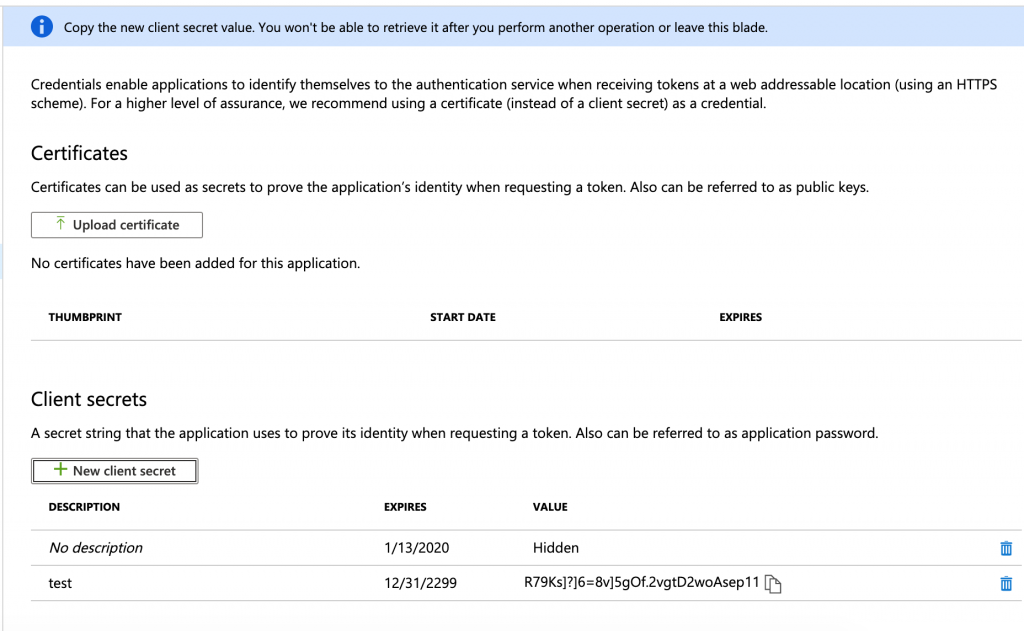 Copy the new client secret value. You won't be able to retrieve it after you perform another operation or leave this blade.
Credentials enable applications to identify themselves to the authentication service when receiving tokens at a web addressable location (using an HTTPS
scheme). For a higher level of assurance, we recommend using a certificate (instead of a client secret) as a credential.
Certificates
Certificates can be used as secrets to prove the application's identity when requesting a token. Also can be referred to as public keys.
Upload certificate
No certificates have been added for this application.
THUMBPRINT START DATE EXPIRES
Client secrets
A secret string that the application uses to prove its identity when requesting a token. Also can be referred to as application password.
New client secret
DESCRIPTION EXPIRES VALUE
No description 1/13/2020 Hidden
test 12/31/2299 R79Ks]?]6=8v]5gOf.2vgtD2woAsep11